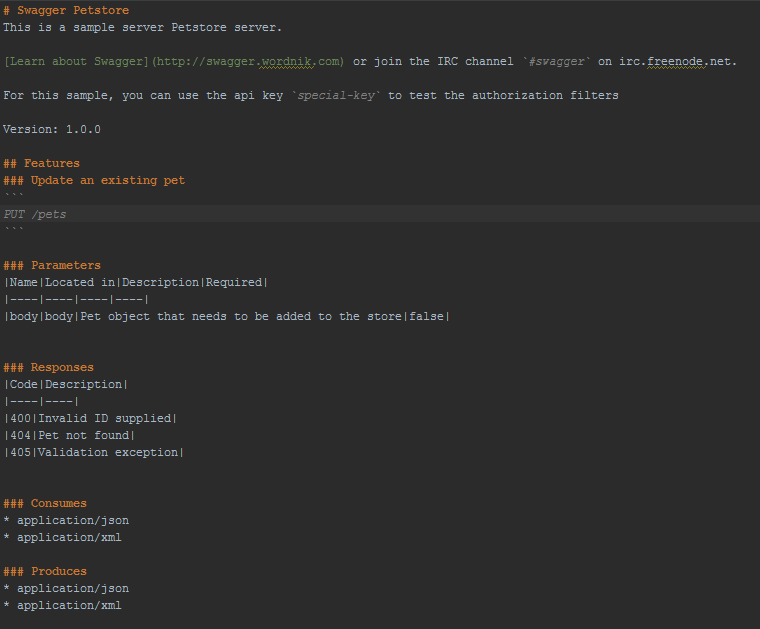 # Swagger Petstore
This is a sample server Petstore server.
[Learn about Swagger](http://swagger.wordnik.com) or join the IRC channel `#swagger` on irc.freenode.net.
For this sample, you can use the api key `special-key` to test the authorization filters
Version: 1.0.0
## Features
### Update an existing pet
```
PUT /pets
```
### Parameters
|Name|Located in|Description|Required|
|----|----|----|----|
|body|body|Pet object that needs to be added to the store|false|
### Responses
|Code|Description|
|----|----|
|400|Invalid ID supplied|
|404|Pet not found|
|405|Validation exception|
### Consumes
* application/json
* application/xml
### Produces
* application/json
* application/xml